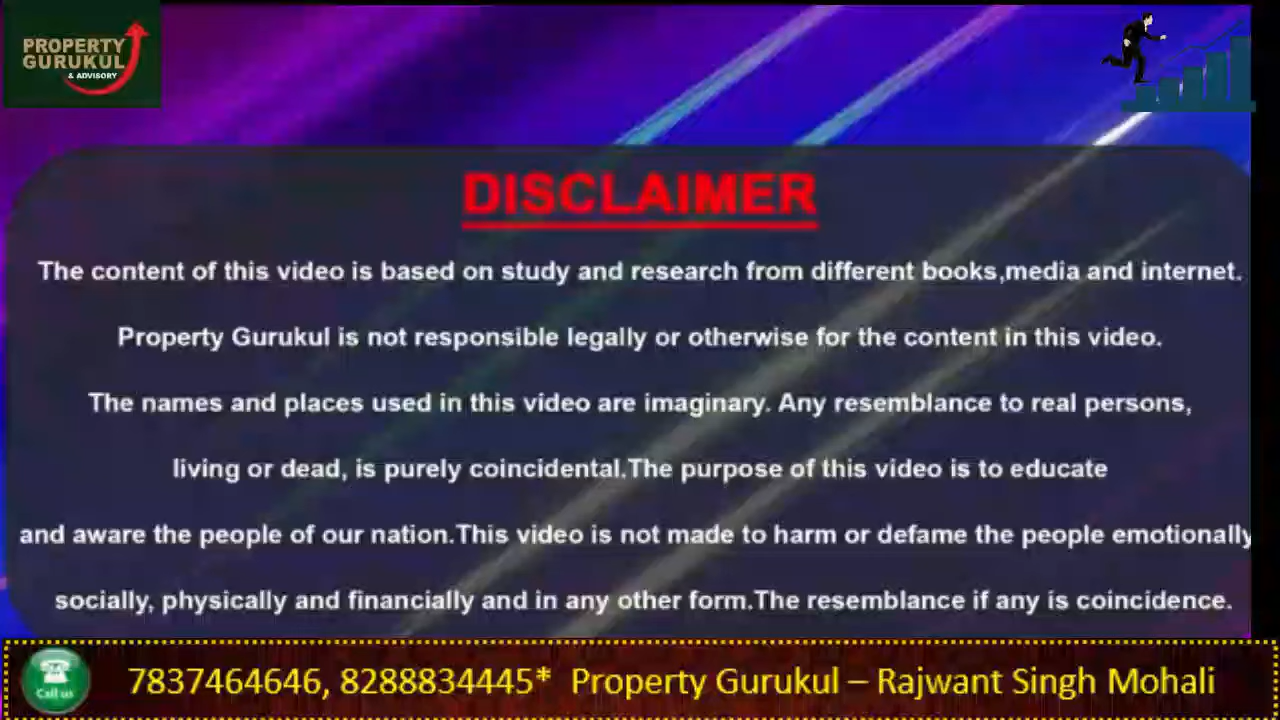 PROPERTY
GURUKUL
& ADVISORY
DISCLAIMER
The content of this video is based on study and research from different books,media and internet.
Property Gurukul is not responsible legally or otherwise for the content in this video.
The names and places used in this video are imaginary. Any resemblance to real persons,
living or dead, is purely coincidental.The purpose of this video is to educate
and aware the people of our nation.This video is not made to harm or defame the people emotionally
socially, physically and financially and in any other form.The resemblance if any is coincidence.
Call us
7837464646, 8288834445* Property Gurukul – Rajwant Singh Mohali